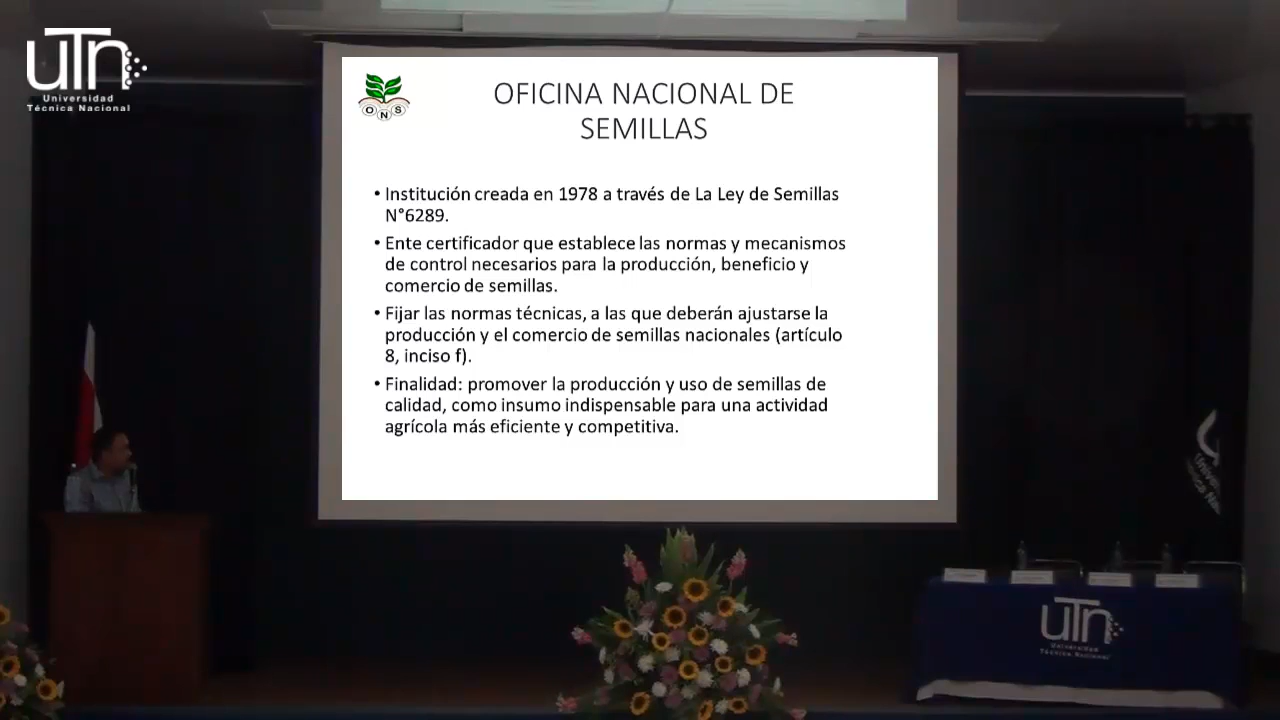 uTn
Universidad
Técnica Nacional
ONS
OFICINA NACIONAL DE
SEMILLAS
• Institución creada en 1978 a través de La Ley de Semillas
N°6289.
• Ente certificador que establece las normas y mecanismos
de control necesarios para la producción, beneficio y
comercio de semillas.
• Fijar las normas técnicas, a las que deberán ajustarse la
producción y el comercio de semillas nacionales (artículo
8, inciso f).
• Finalidad: promover la producción y uso de semillas de
calidad, como insumo indispensable para una actividad
agrícola más eficiente y competitiva.
uTn
Universidad
Técnica Nacional